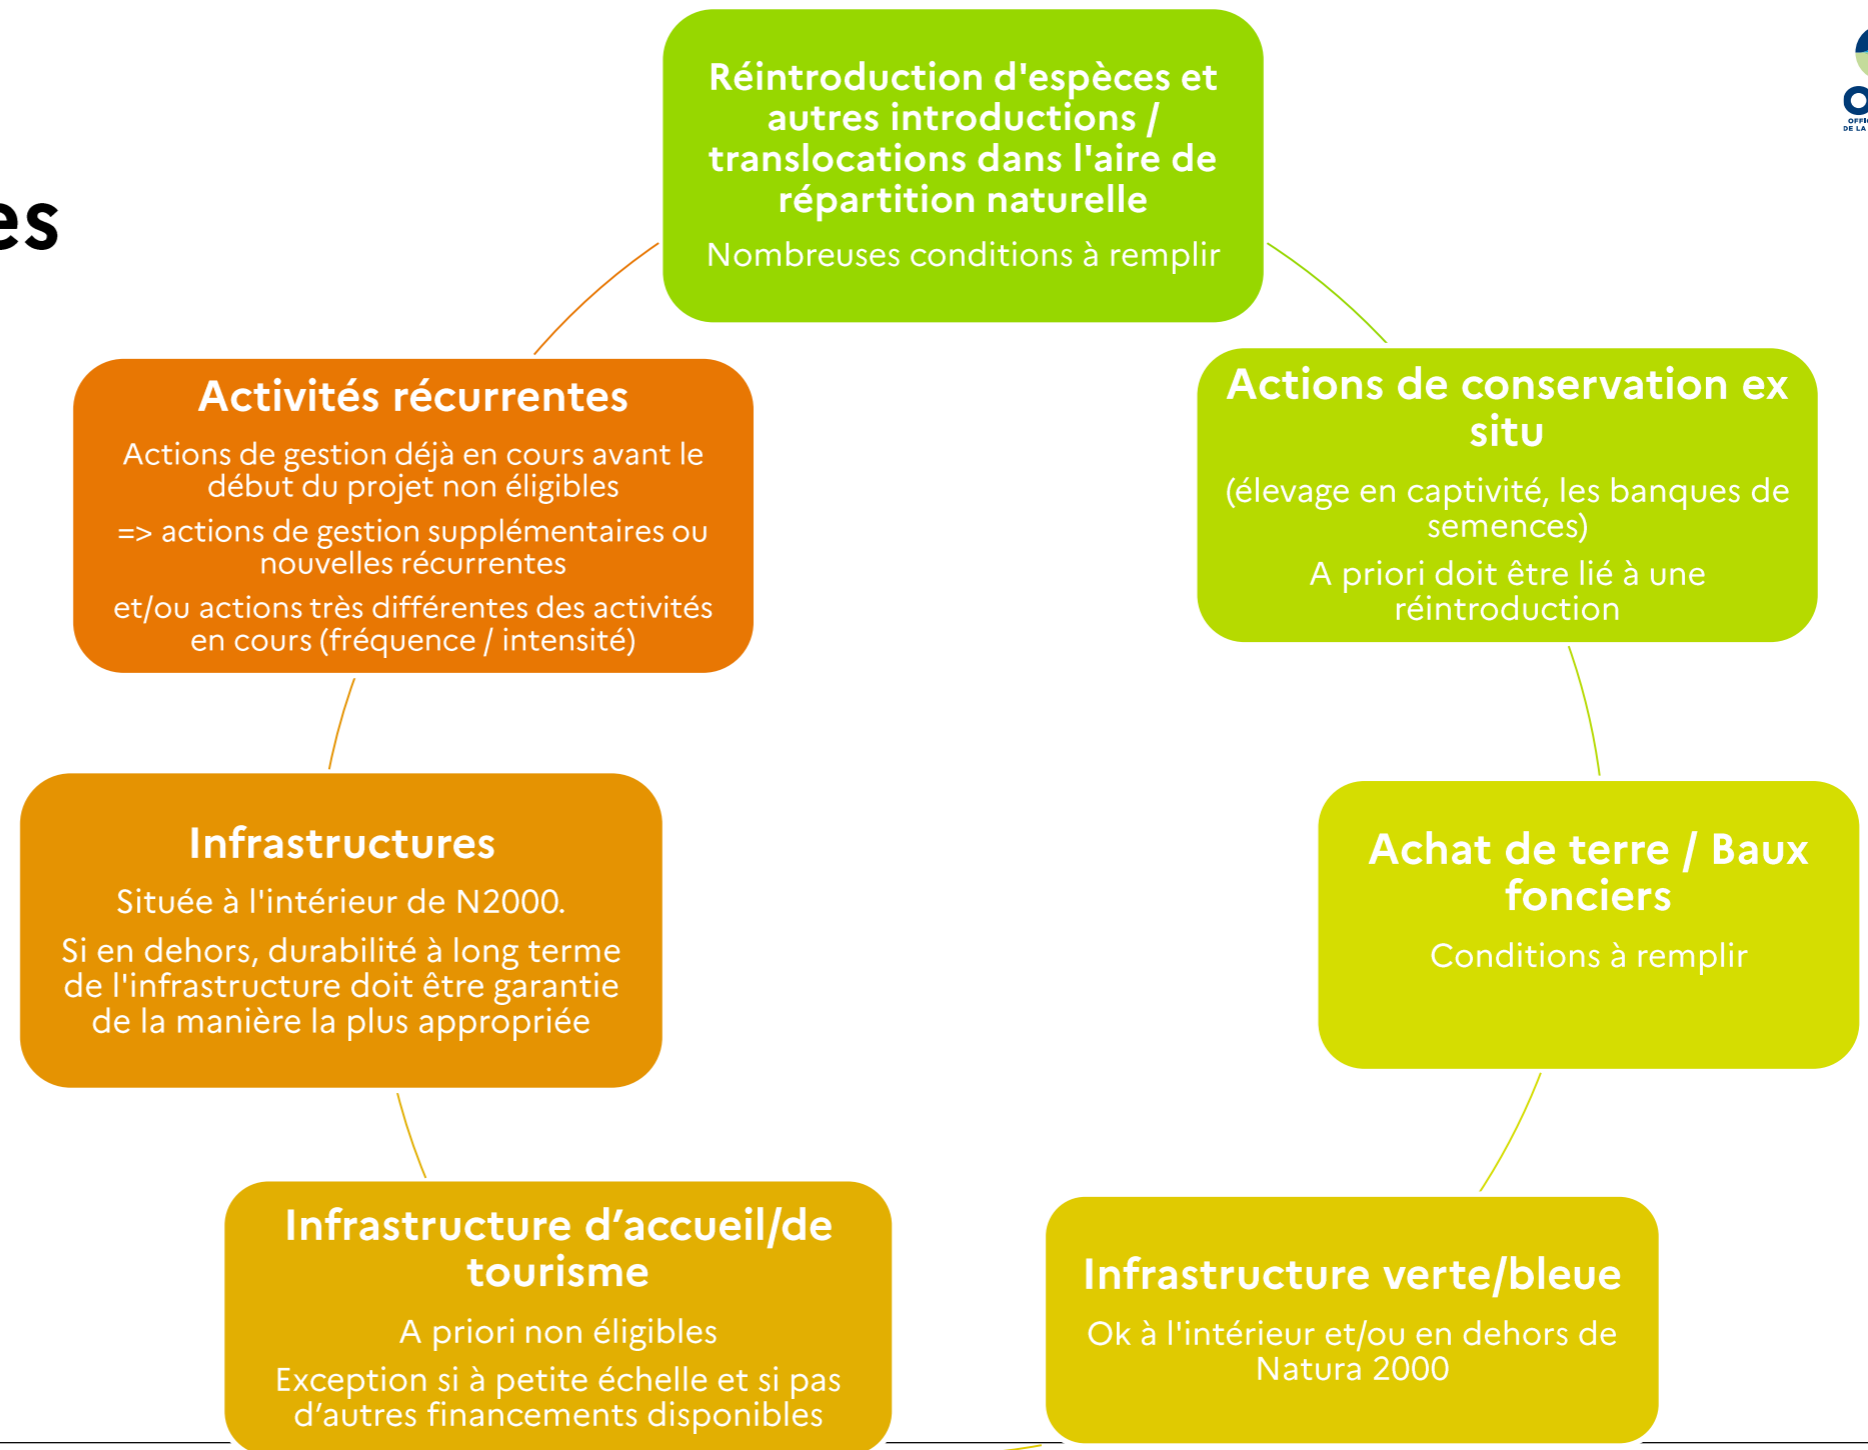 es
Réintroduction d'espèces et
autres introductions /
translocations dans l'aire de
répartition naturelle
Nombreuses conditions à remplir
Actions de conservation ex
situ
(élevage en captivité, les banques de
semences)
A priori doit être lié à une
réintroduction
Achat de terre / Baux
fonciers
Conditions à remplir
Infrastructure verte/bleue
Ok à l'intérieur et/ou en dehors de
Natura 2000
Infrastructure d’accueil/de
tourisme
A priori non éligibles
Exception si à petite échelle et si pas
d’autres financements disponibles
Infrastructures
Située à l'intérieur de N2000.
Si en dehors, durabilité à long terme
de l'infrastructure doit être garantie
de la manière la plus appropriée
Activités récurrentes
Actions de gestion déjà en cours avant le
début du projet non éligibles
=> actions de gestion supplémentaires ou
nouvelles récurrentes
et/ou actions très différentes des activités
en cours (fréquence / intensité)
DE LA